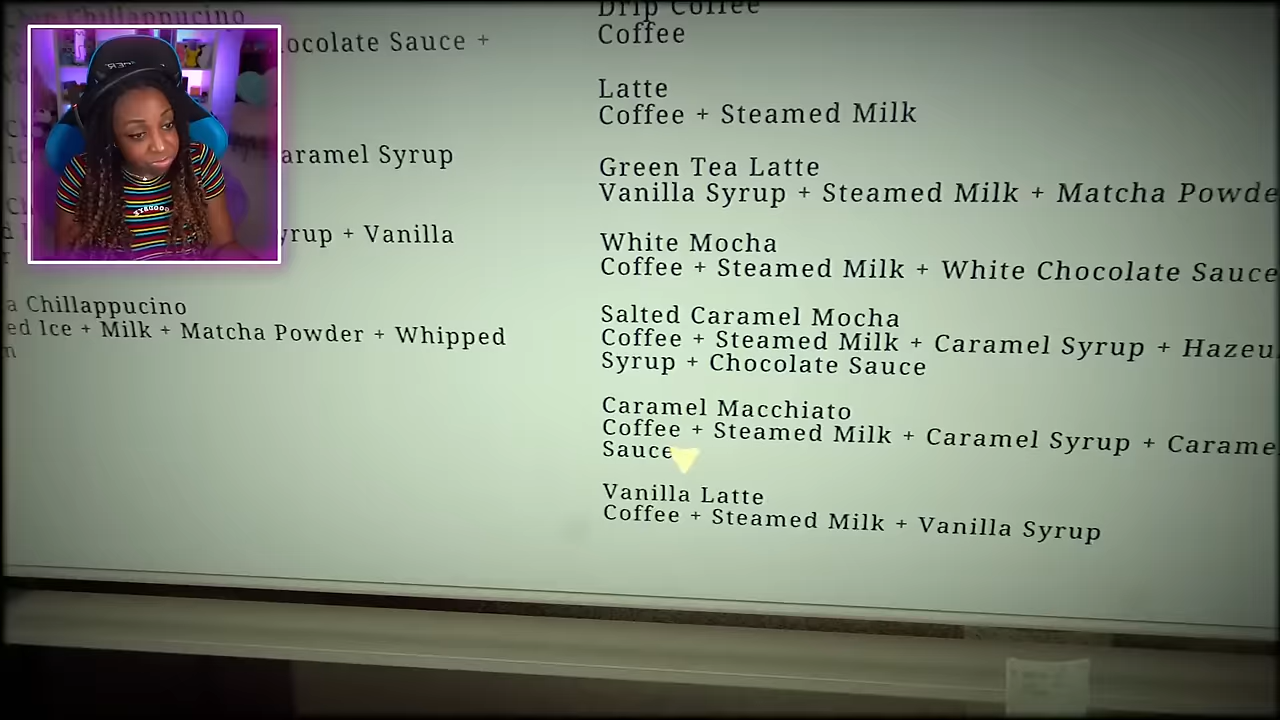 Chillappucino
ocolate Sauce +
aramel Syrup
yrup + Vanilla
a Chillappucino
ed Ice + Milk + Matcha Powder + Whipped
Drip Coffee
Coffee
Latte
Coffee + Steamed Milk
Green Tea Latte
Vanilla Syrup + Steamed Milk + Matcha Powde
White Mocha
Coffee + Steamed Milk + White Chocolate Sauce
Salted Caramel Mocha
Coffee + Steamed Milk + Caramel Syrup + Hazeu
Syrup + Chocolate Sauce
Caramel Macchiato
Coffee + Steamed Milk + Caramel Syrup + Carame
Sauce
Vanilla Latte
Coffee + Steamed Milk + Vanilla Syrup